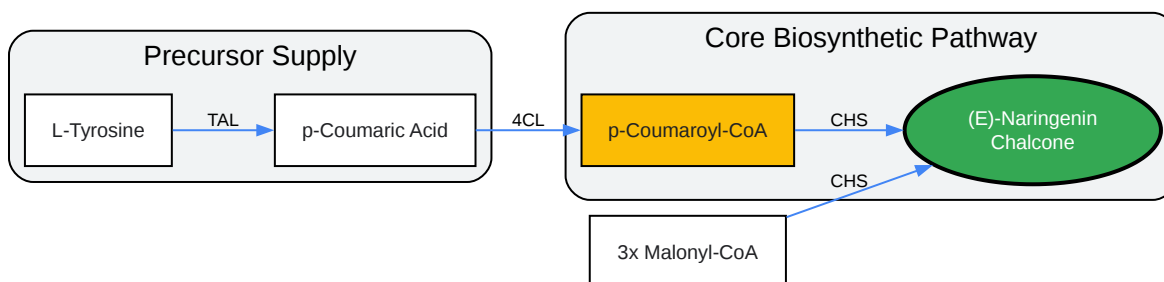 Precursor Supply
Core Biosynthetic Pathway
L-Tyrosine
TAL
p-Coumaric Acid
4CL
p-Coumaroyl-CoA
CHS
(E)-Naringenin
Chalcone
CHS
3x Malonyl-CoA